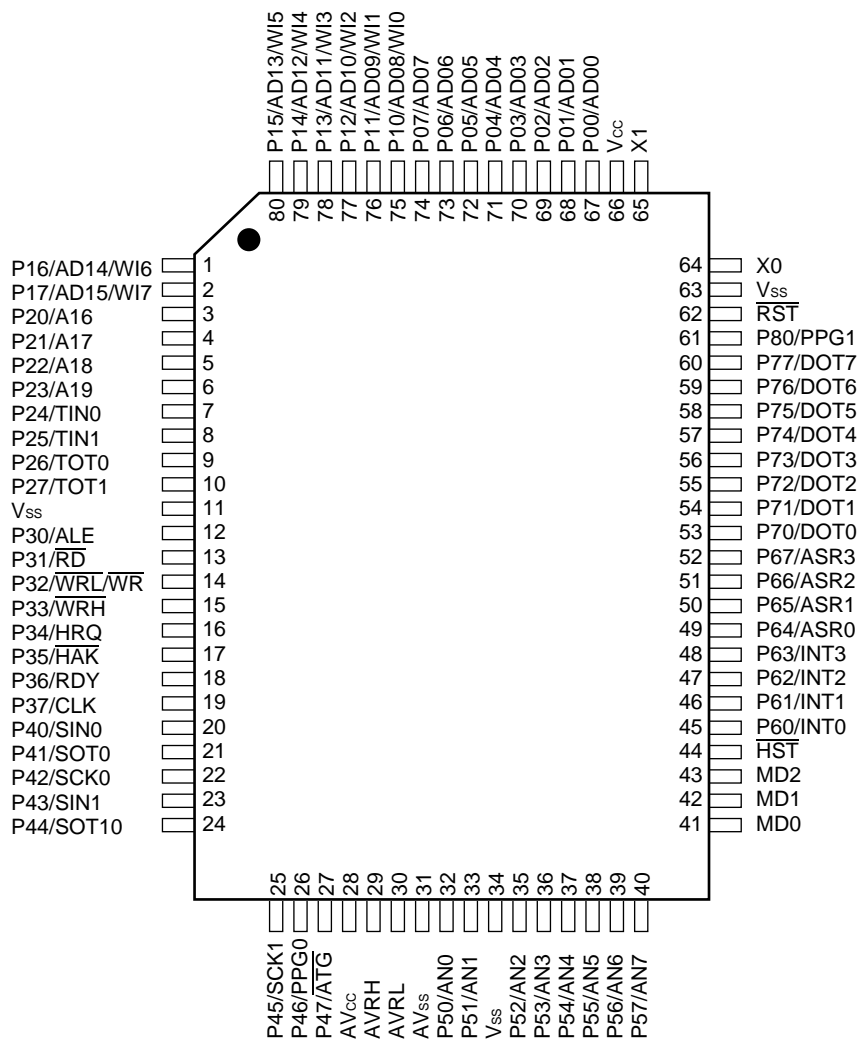 P15/AD13/WI5
P14/AD12/WI4
P13/AD11/WI3
P12/AD10/WI2
P11/AD09/WI1
P10/AD08/WI0
P07/AD07
P06/AD06
P05/AD05
P04/AD04
P03/AD03
P02/AD02
P01/AD01
P00/AD00
Vcc
X1
80
79
78
77
76
75
74
73
72
71
70
69
68
67
66
65
P16/AD14/WI6 1
P17/AD15/WI7 2
P20/A16 3
P21/A17 4
P22/A18 5
P23/A19 6
P24/TIN0 7
P25/TIN1 8
P26/TOT0 9
P27/TOT1 10
Vss 11
P30/ALE 12
P31/R̅D̅ 13
P32/W̅R̅L̅/W̅R̅ 14
P33/W̅R̅H̅ 15
P34/HRQ 16
P35/H̅A̅K̅ 17
P36/RDY 18
P37/CLK 19
P40/SIN0 20
P41/SOT0 21
P42/SCK0 22
P43/SIN1 23
P44/SOT10 24
64 X0
63 Vss
62 R̅S̅T̅
61 P80/PPG1
60 P77/DOT7
59 P76/DOT6
58 P75/DOT5
57 P74/DOT4
56 P73/DOT3
55 P72/DOT2
54 P71/DOT1
53 P70/DOT0
52 P67/ASR3
51 P66/ASR2
50 P65/ASR1
49 P64/ASR0
48 P63/INT3
47 P62/INT2
46 P61/INT1
45 P60/INT0
44 H̅S̅T̅
43 MD2
42 MD1
41 MD0
25
26
27
28
29
30
31
32
33
34
35
36
37
38
39
40
P45/SCK1
P46/PPG0
P47/A̅T̅G̅
AVcc
AVRH
AVRL
AVss
P50/AN0
P51/AN1
Vss
P52/AN2
P53/AN3
P54/AN4
P55/AN5
P56/AN6
P57/AN7